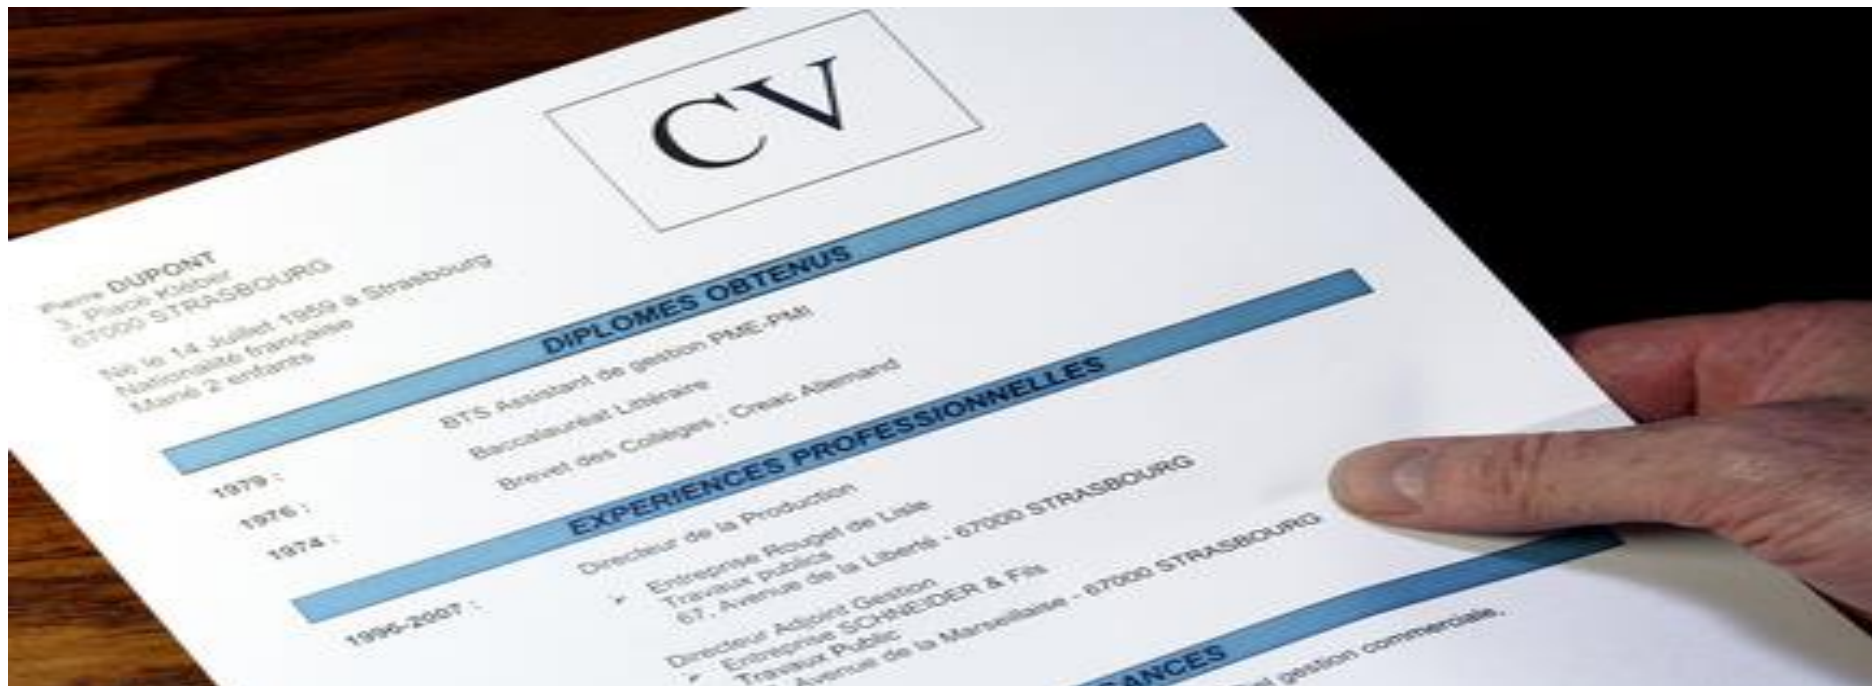 CV
Pierre DUPONT
3, Place Kléber
67000 STRASBOURG
Né le 14 Juillet 1959 à Strasbourg
Nationalité française
Marié 2 enfants
DIPLOMES OBTENUS
1979 : BTS Assistant de gestion PME-PMI
1976 : Baccalauréat Littéraire
1974 : Brevet des Collèges ; Allemand
EXPERIENCES PROFESSIONNELLES
1996-2007 : Directeur de la Production
➢ Entreprise Rouget de Lisle
Travaux publics
67, Avenue de la Liberté - 67000 STRASBOURG
Directeur Adjoint Gestion
➢ Entreprise SCHNEIDER & Fils
Travaux Public
Avenue de la Marseillaise - 67000 STRASBOURG
gestion commerciale,